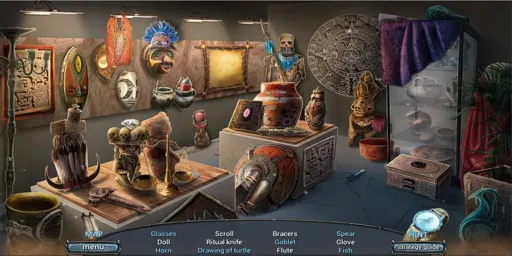 MAP
menu
Glasses Scroll Bracers Spear
Doll Ritual knife Goblet Glove
Horn Drawing of turtle Flute Fish
HINT
strategy guide